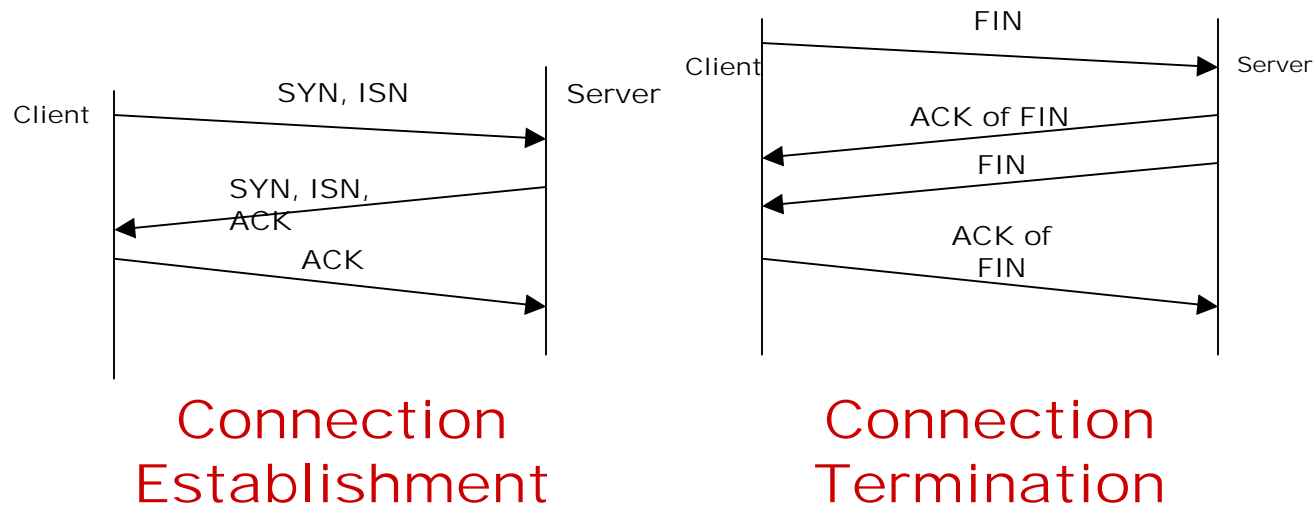 Client
SYN, ISN
Server
SYN, ISN,
ACK
ACK
Connection
Establishment
FIN
Client
Server
ACK of FIN
FIN
ACK of
FIN
Connection
Termination